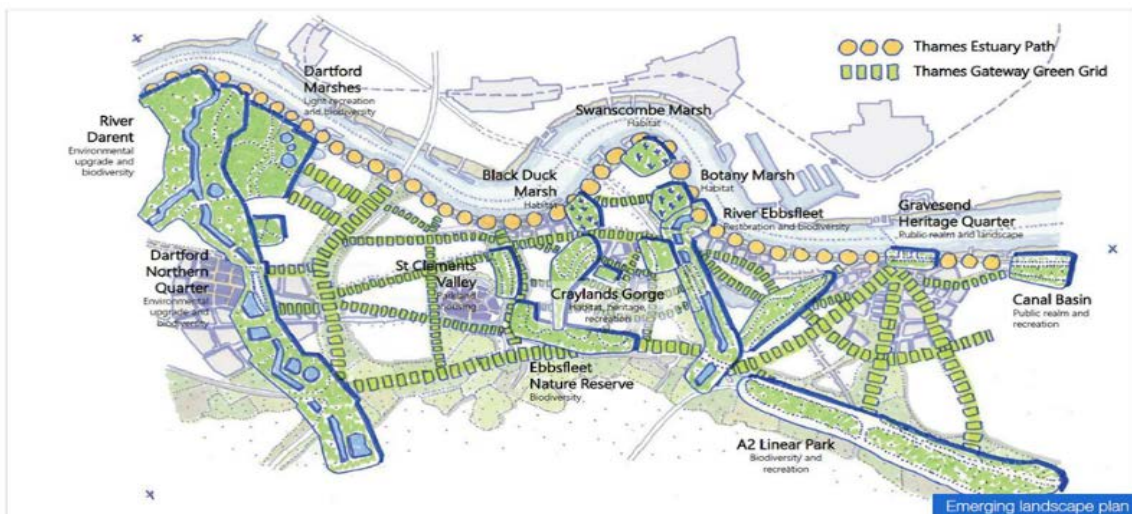 Thames Estuary Path
Thames Gateway Green Grid
Dartford
Marshes
Light recreation
and biodiversity
River
Darent
Environmental
upgrade and
biodiversity
Swanscombe Marsh
Habitat
Black Duck
Marsh
Habitat
Botany Marsh
Habitat
River Ebbsfleet
Restoration and biodiversity
Gravesend
Heritage Quarter
Public realm and landscape
Dartford
Northern
Quarter
Environmental
upgrade and
biodiversity
St Clements
Valley
Parkland
housing
Craylands Gorge
Habitat, heritage,
recreation
Canal Basin
Public realm and
recreation
Ebbsfleet
Nature Reserve
Biodiversity
A2 Linear Park
Biodiversity and
recreation
Emerging landscape plan